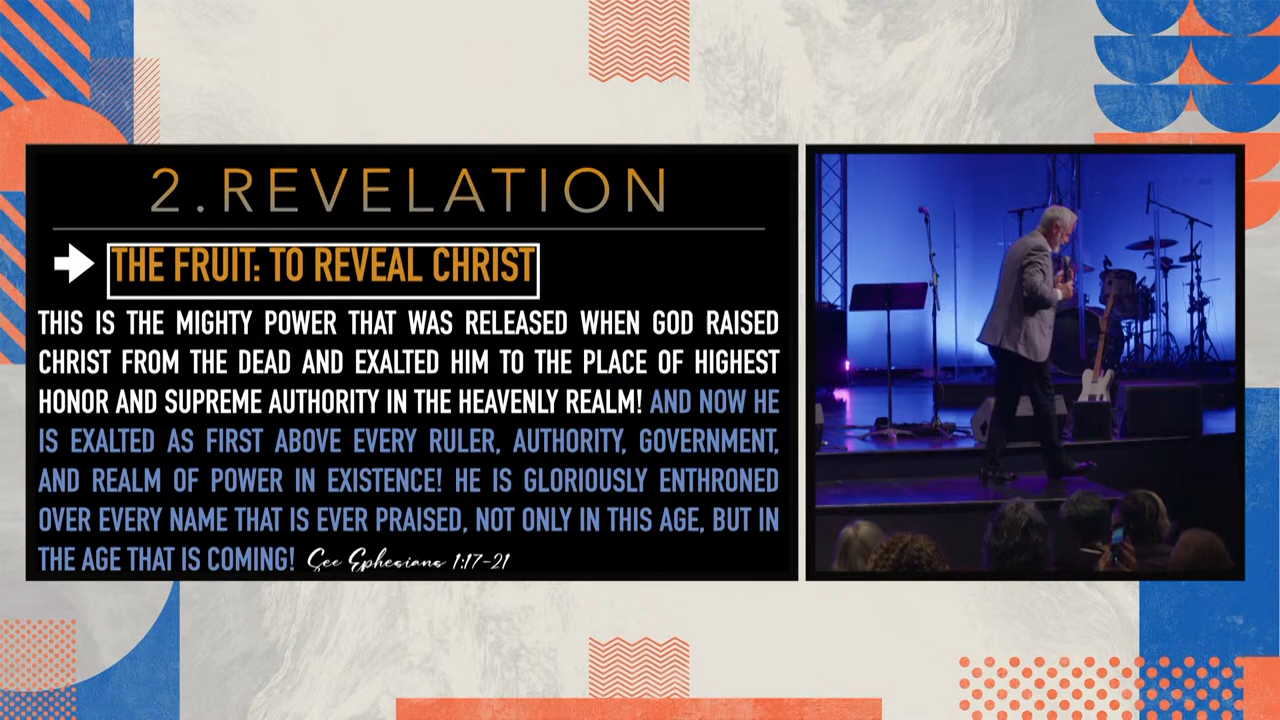 2.REVELATION
THE FRUIT: TO REVEAL CHRIST
THIS IS THE MIGHTY POWER THAT WAS RELEASED WHEN GOD RAISED
CHRIST FROM THE DEAD AND EXALTED HIM TO THE PLACE OF HIGHEST
HONOR AND SUPREME AUTHORITY IN THE HEAVENLY REALM! AND NOW HE
IS EXALTED AS FIRST ABOVE EVERY RULER, AUTHORITY, GOVERNMENT,
AND REALM OF POWER IN EXISTENCE! HE IS GLORIOUSLY ENTHRONED
OVER EVERY NAME THAT IS EVER PRAISED, NOT ONLY IN THIS AGE, BUT IN
THE AGE THAT IS COMING! See Ephesians 1:17-21